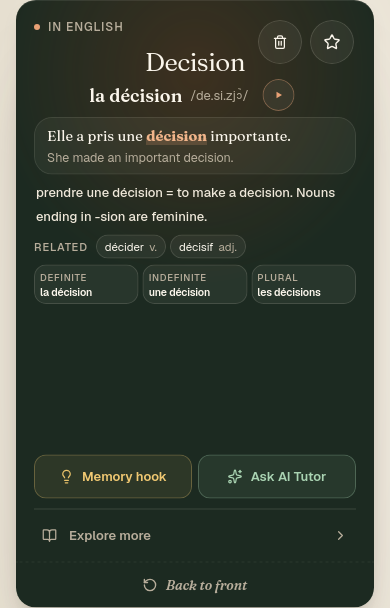 IN ENGLISH
Decision
la décision /de.si.zjɔ̃/
Elle a pris une décision importante.
She made an important decision.
prendre une décision = to make a decision. Nouns
ending in -sion are feminine.
RELATED décider v. décisif adj.
DEFINITE INDEFINITE PLURAL
la décision une décision les décisions
Memory hook Ask AI Tutor
Explore more
Back to front